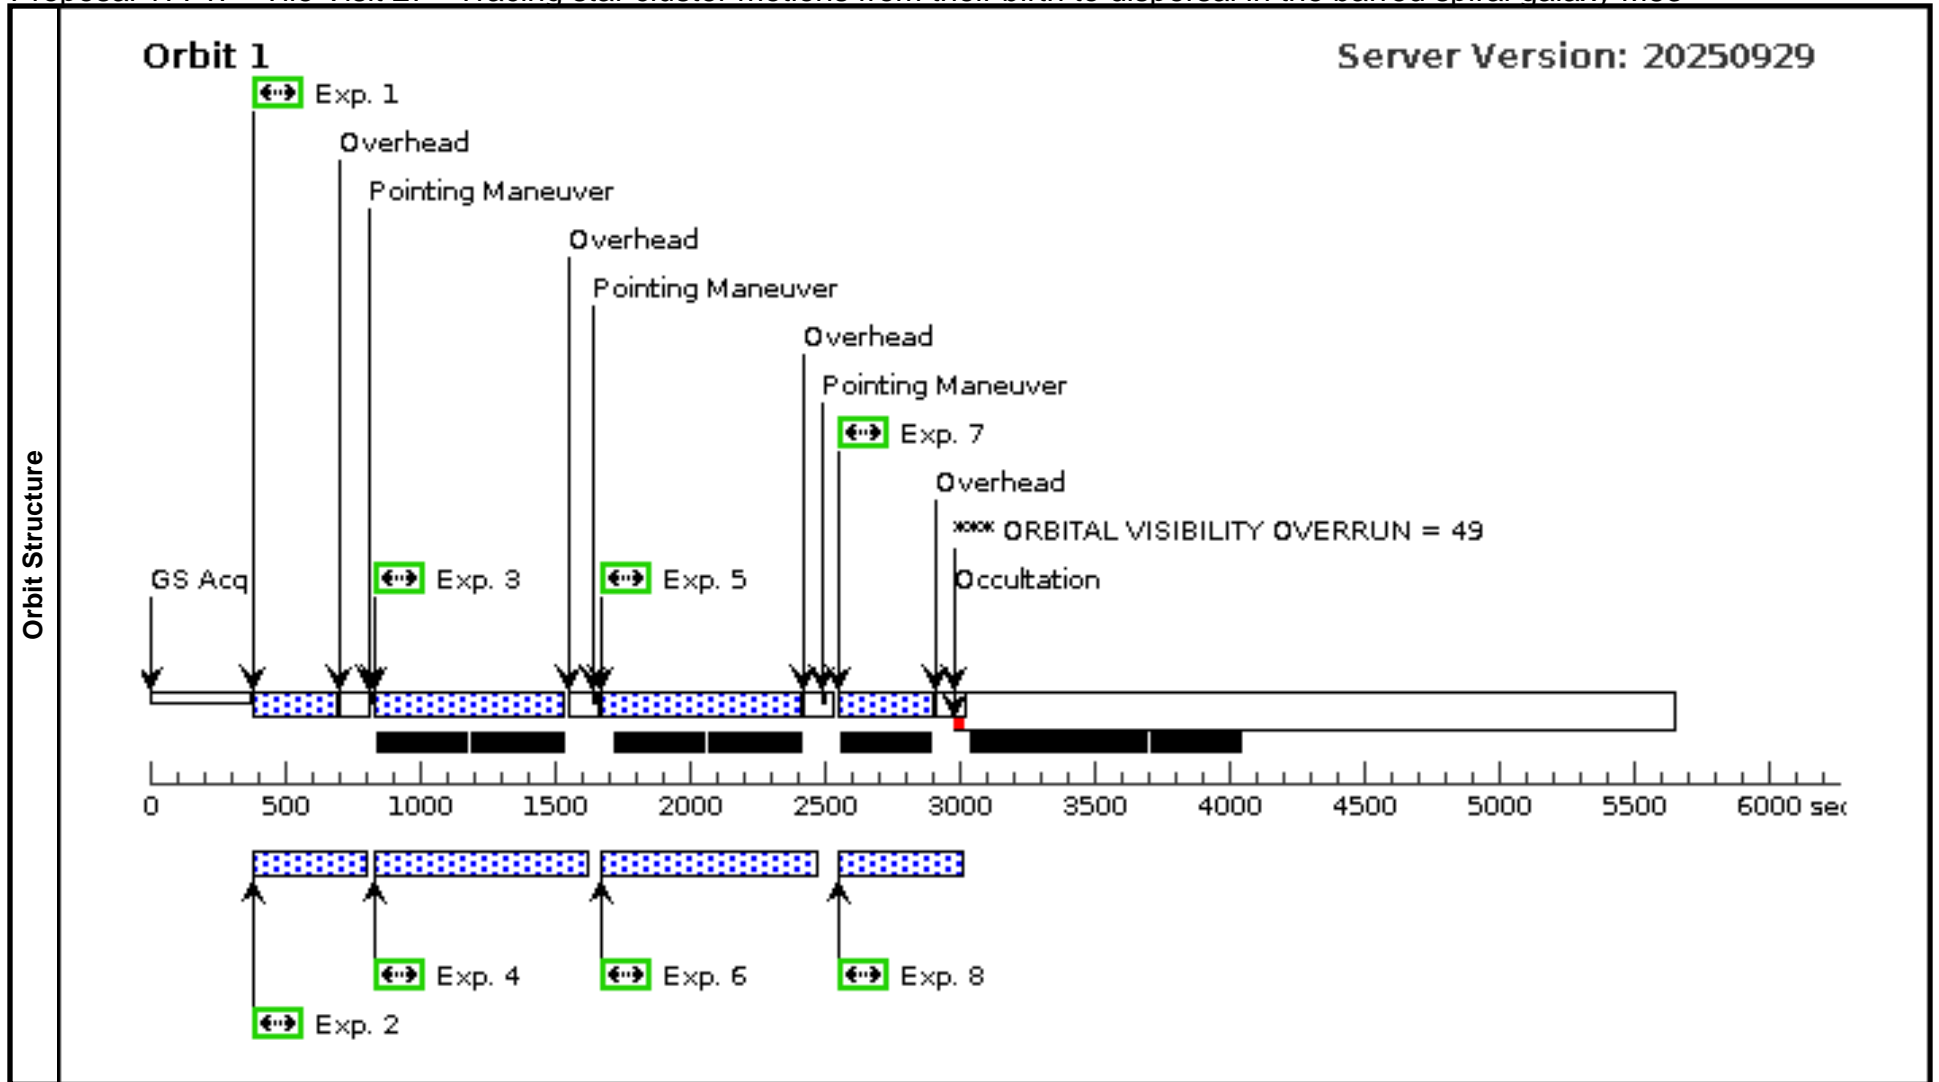 Orbit 1
Server Version: 20250929
Exp. 1
Overhead
Pointing Maneuver
Overhead
Pointing Maneuver
Overhead
Pointing Maneuver
Exp. 7
Overhead
*** ORBITAL VISIBILITY OVERRUN = 49
GS Acq
Exp. 3
Exp. 5
Occultation
Orbit Structure
0 500 1000 1500 2000 2500 3000 3500 4000 4500 5000 5500 6000
Exp. 4
Exp. 6
Exp. 8
Exp. 2